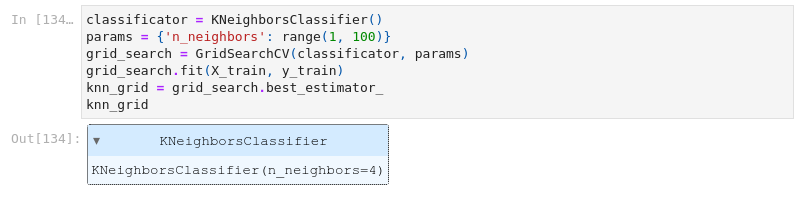 In [134…
classificator = KNeighborsClassifier()
params = {'n_neighbors': range(1, 100)}
grid_search = GridSearchCV(classificator, params)
grid_search.fit(X_train, y_train)
knn_grid = grid_search.best_estimator_
knn_grid
Out[134]:
▼ KNeighborsClassifier
KNeighborsClassifier(n_neighbors=4)